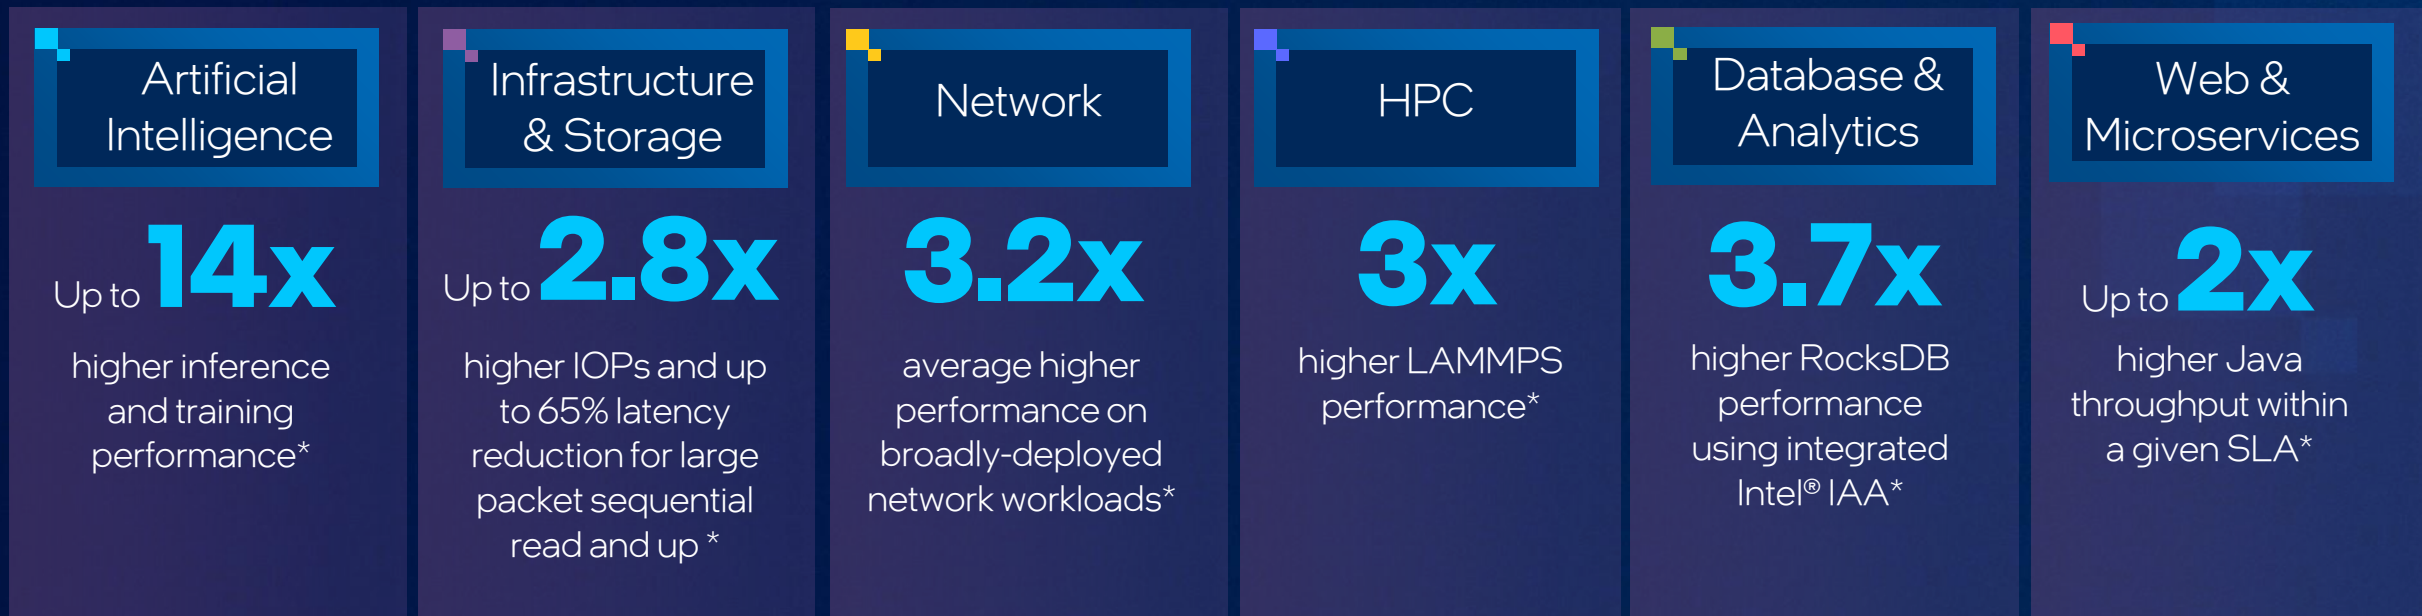 Artificial
Intelligence
Up to 14x
higher inference
and training
performance*
Infrastructure
& Storage
Up to 2.8x
higher IOPs and up
to 65% latency
reduction for large
packet sequential
read and up *
Network
3.2x
average higher
performance on
broadly-deployed
network workloads*
HPC
3x
higher LAMMPS
performance*
Database &
Analytics
3.7x
higher RocksDB
performance
using integrated
Intel® IAA*
Web &
Microservices
Up to 2x
higher Java
throughput within
a given SLA*